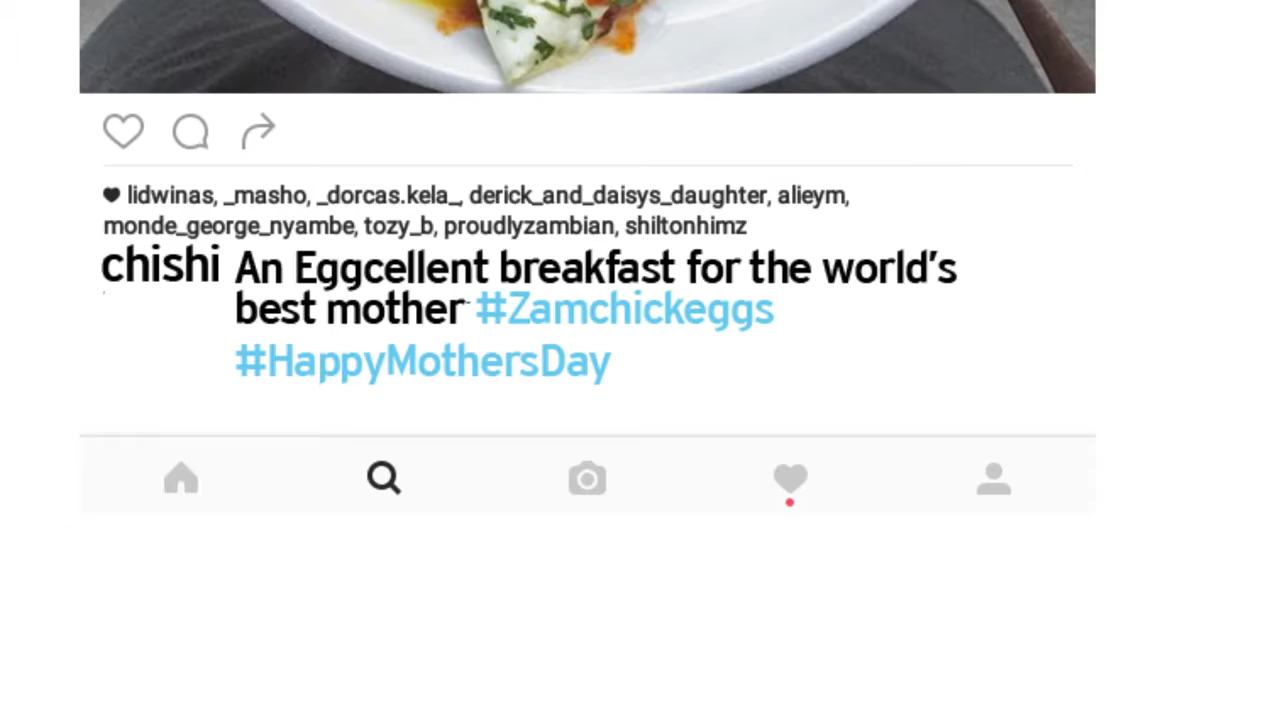 lidwinas, _masho, _dorcas.kela_, derick_and_daisys_daughter, alieym,
monde_george_nyambe, tozy_b, proudlyzambian, shiltonhimz
chishi An Eggcellent breakfast for the world’s
best mother #Zamchickeggs
#HappyMothersDay